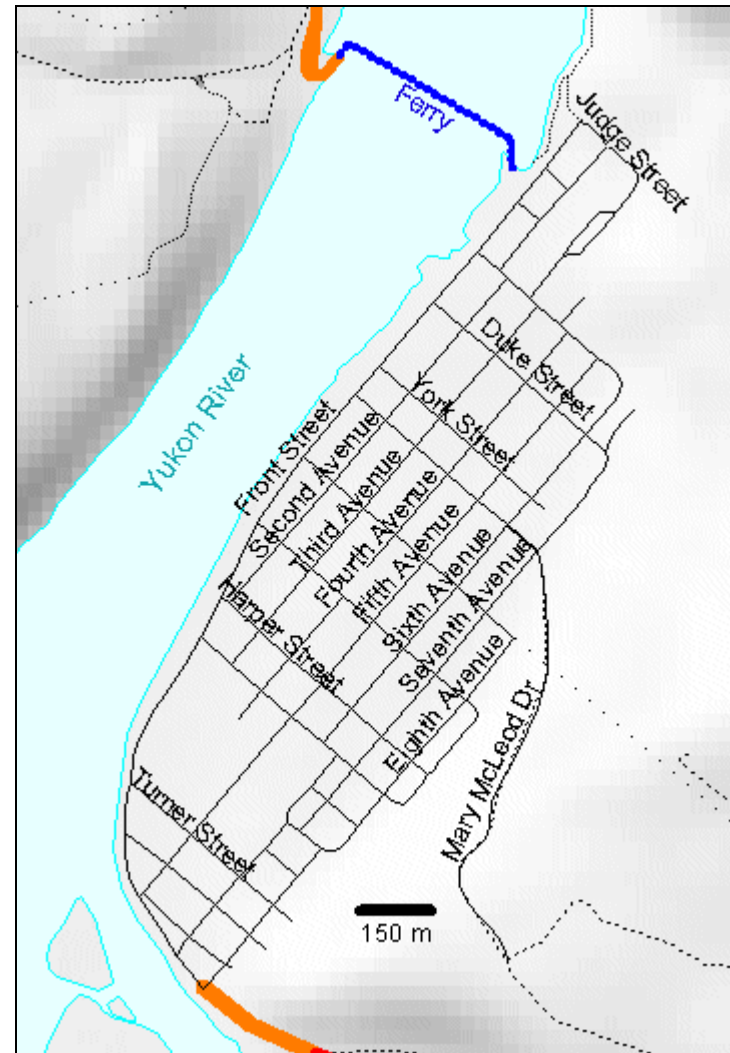 Ferry
Judge Street
Duke Street
York Street
Yukon River
Front Street
Second Avenue
Third Avenue
Fourth Avenue
Fifth Avenue
Sixth Avenue
Seventh Avenue
Eighth Avenue
Harper Street
Mary McLeod Dr
Turner Street
150 m